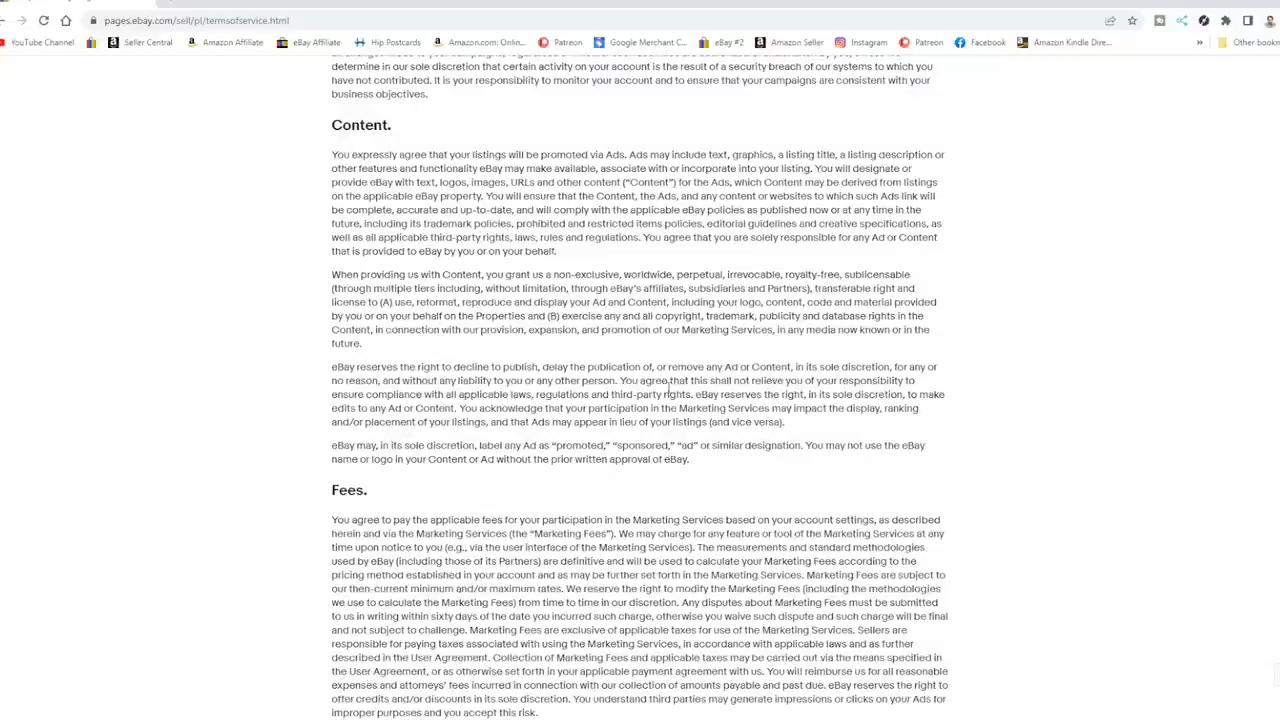 pages.ebay.com/sell/pl/termsofservice.html
YouTube Channel Seller Central Amazon Affiliate eBay Affiliate Hip Postcards Amazon.com: Onlin... Patreon Google Merchant C... eBay #2 Amazon Seller Instagram Patreon Facebook Amazon Kindle Dire... » Other bookm
determine in our sole discretion that certain activity on your account is the result of a security breach of our systems to which you
have not contributed. It is your responsibility to monitor your account and to ensure that your campaigns are consistent with your
business objectives.
Content.
You expressly agree that your listings will be promoted via Ads. Ads may include text, graphics, a listing title, a listing description or
other features and functionality eBay may make available, associate with or incorporate into your listing. You will designate or
provide eBay with text, logos, images, URLs and other content (“Content”) for the Ads, which Content may be derived from listings
on the applicable eBay property. You will ensure that the Content, the Ads, and any content or websites to which such Ads link will
be complete, accurate and up-to-date, and will comply with the applicable eBay policies as published now or at any time in the
future, including its trademark policies, prohibited and restricted items policies, editorial guidelines and creative specifications, as
well as all applicable third-party rights, laws, rules and regulations. You agree that you are solely responsible for any Ad or Content
that is provided to eBay by you or on your behalf.
When providing us with Content, you grant us a non-exclusive, worldwide, perpetual, irrevocable, royalty-free, sublicensable
(through multiple tiers including, without limitation, through eBay's affiliates, subsidiaries and Partners), transferable right and
license to (A) use, reformat, reproduce and display your Ad and Content, including your logo, content, code and material provided
by you or on your behalf on the Properties and (B) exercise any and all copyright, trademark, publicity and database rights in the
Content, in connection with our provision, expansion, and promotion of our Marketing Services, in any media now known or in the
future.
eBay reserves the right to decline to publish, delay the publication of, or remove any Ad or Content, in its sole discretion, for any or
no reason, and without any liability to you or any other person. You agree that this shall not relieve you of your responsibility to
ensure compliance with all applicable laws, regulations and third-party rights. eBay reserves the right, in its sole discretion, to make
edits to any Ad or Content. You acknowledge that your participation in the Marketing Services may impact the display, ranking
and/or placement of your listings, and that Ads may appear in lieu of your listings (and vice versa).
eBay may, in its sole discretion, label any Ad as “promoted,” “sponsored,” “ad” or similar designation. You may not use the eBay
name or logo in your Content or Ad without the prior written approval of eBay.
Fees.
You agree to pay the applicable fees for your participation in the Marketing Services based on your account settings, as described
herein and via the Marketing Services (the “Marketing Fees”). We may charge for any feature or tool of the Marketing Services at any
time upon notice to you (e.g., via the user interface of the Marketing Services). The measurements and standard methodologies
used by eBay (including those of its Partners) are definitive and will be used to calculate your Marketing Fees according to the
pricing method established in your account and as may be further set forth in the Marketing Services. Marketing Fees are subject to
our then-current minimum and/or maximum rates. We reserve the right to modify the Marketing Fees (including the methodologies
we use to calculate the Marketing Fees) from time to time in our discretion. Any disputes about Marketing Fees must be submitted
to us in writing within sixty days of the date you incurred such charge, otherwise you waive such dispute and such charge will be final
and not subject to challenge. Marketing Fees are exclusive of applicable taxes for use of the Marketing Services. Sellers are
responsible for paying taxes associated with using the Marketing Services, in accordance with applicable laws and as further
described in the User Agreement. Collection of Marketing Fees and applicable taxes may be carried out via the means specified in
the User Agreement, or as otherwise set forth in your applicable payment agreement with us. You will reimburse us for all reasonable
expenses and attorneys' fees incurred in connection with our collection of amounts payable and past due. eBay reserves the right to
offer credits and/or discounts in its sole discretion. You understand third parties may generate impressions or clicks on your Ads for
improper purposes and you accept this risk.